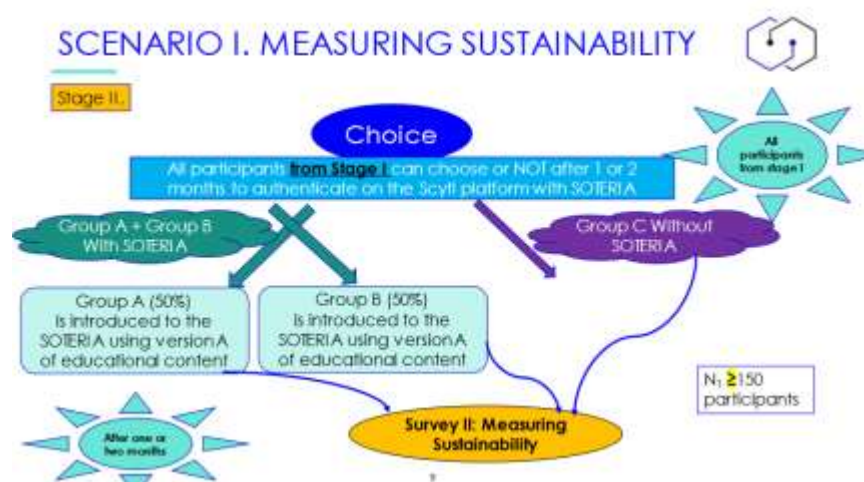 SCENARIO I. MEASURING SUSTAINABILITY
Stage II.
Choice
All participants from Stage I can choose or NOT after 1 or 2
months to authenticate on the Scytl platform with SOTERIA
All
participants
from stage I
Group A + Group B
With SOTERIA
Group C Without
SOTERIA
Group A (50%)
is introduced to the
SOTERIA using version A
of educational content
Group B (50%)
is introduced to the
SOTERIA using version A
of educational content
N₁ ≥150
participants
After one or
two months
Survey II: Measuring
Sustainability